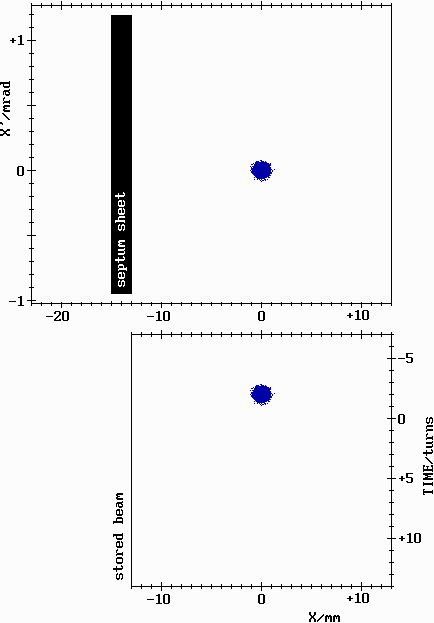 +1
X'/mrad
0
-1
septum sheet
-20
-10
0
+10
-5
0
+5
+10
TIME/turns
stored beam
-10
0
+10
X/mm